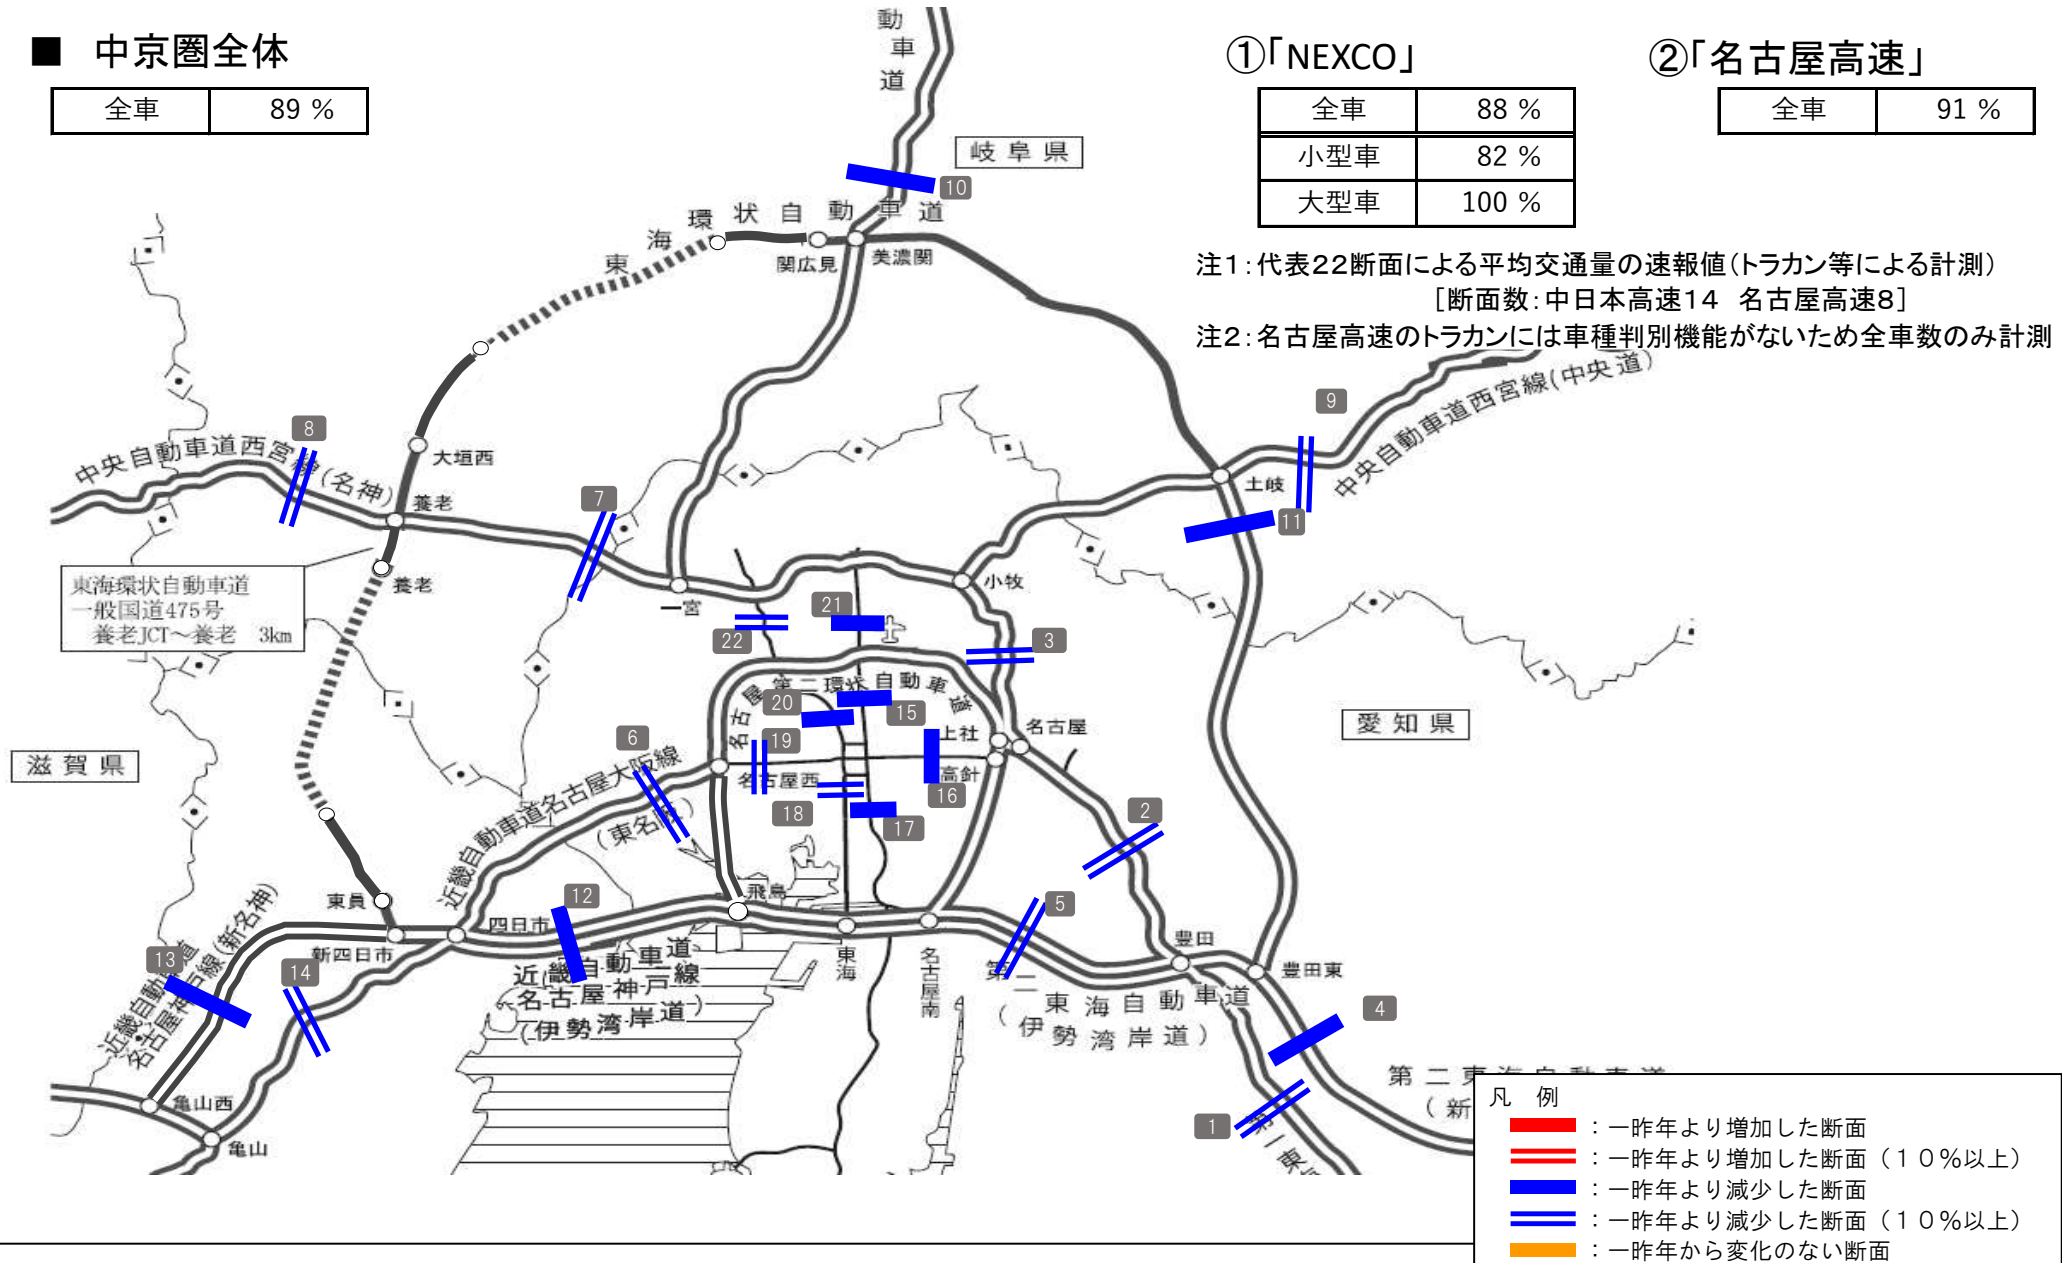 ■ 中京圏全体
全車 89 %
①「NEXCO」
全車 88 %
小型車 82 %
大型車 100 %
②「名古屋高速」
全車 91 %
注1：代表22断面による平均交通量の速報値（トラカン等による計測）
［断面数：中日本高速14 名古屋高速8］
注2：名古屋高速のトラカンには車種判別機能がないため全車数のみ計測
動車道
岐阜県
10
東海環状自動車道
関広見
美濃関
中央自動車道西宮線(中央道)
9
8
中央自動車道西宮線(名神)
大垣西
養老
7
土岐
11
東海環状自動車道
一般国道475号
養老JCT～養老 3km
養老
一宮
小牧
21
22
3
名古屋第二環状自動車道
20
15
上社
名古屋
愛知県
滋賀県
6
19
名古屋西
高針
16
近畿自動車道名古屋大阪線
(東名阪)
18
17
2
東員
四日市
12
飛島
5
新四日市
13
14
近畿自動車道
名古屋神戸線(新名神)
近畿自動車道
名古屋神戸線
(伊勢湾岸道)
東海
名古屋南
豊田
豊田東
第二東海自動車道
(伊勢湾岸道)
4
亀山西
亀山
1
第一東
第二東海自動車道
(新
凡 例
：一昨年より増加した断面
：一昨年より増加した断面（１０％以上）
：一昨年より減少した断面
：一昨年より減少した断面（１０％以上）
：一昨年から変化のない断面